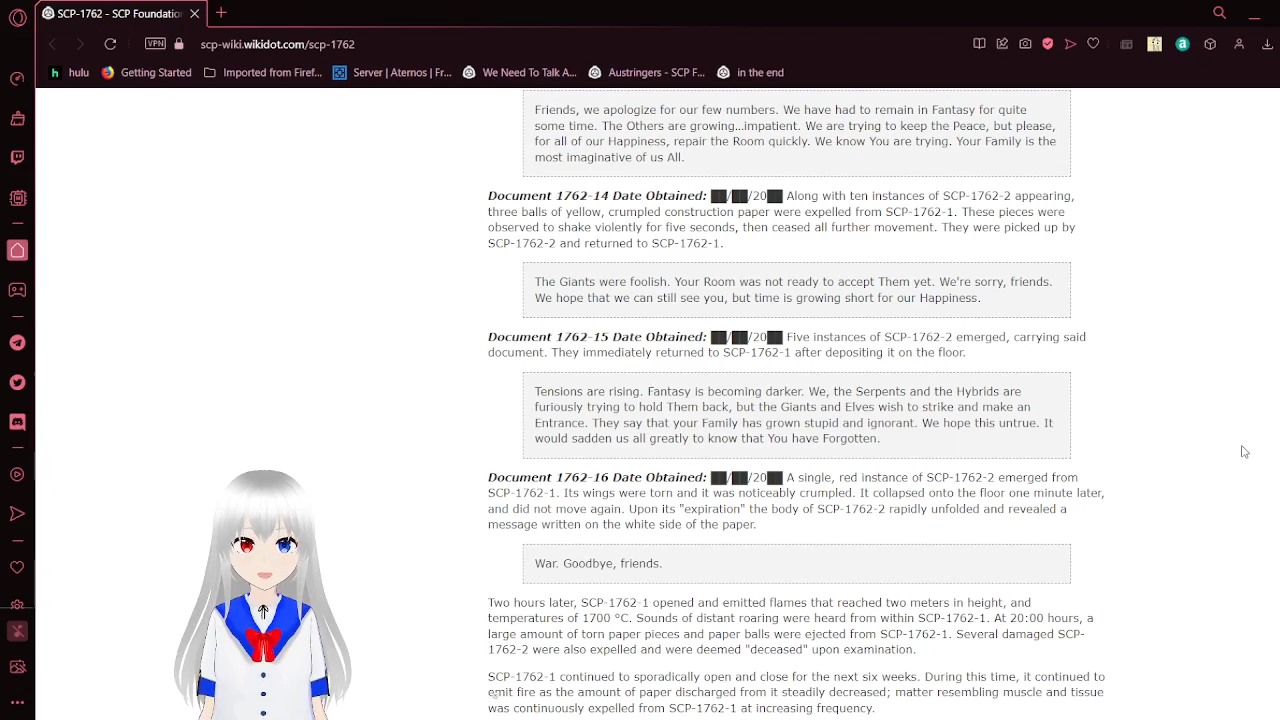 SCP-1762 - SCP Foundation
VPN
scp-wiki.wikidot.com/scp-1762
hulu
Getting Started
Imported from Firef...
Server | Aternos | Fr...
We Need To Talk A...
Austringers - SCP F...
in the end
Friends, we apologize for our few numbers. We have had to remain in Fantasy for quite
some time. The Others are growing...impatient. We are trying to keep the Peace, but please,
for all of our Happiness, repair the Room quickly. We know You are trying. Your Family is the
most imaginative of us All.
Document 1762-14 Date Obtained: ██/██/20██ Along with ten instances of SCP-1762-2 appearing,
three balls of yellow, crumpled construction paper were expelled from SCP-1762-1. These pieces were
observed to shake violently for five seconds, then ceased all further movement. They were picked up by
SCP-1762-2 and returned to SCP-1762-1.
The Giants were foolish. Your Room was not ready to accept Them yet. We're sorry, friends.
We hope that we can still see you, but time is growing short for our Happiness.
Document 1762-15 Date Obtained: ██/██/20██ Five instances of SCP-1762-2 emerged, carrying said
document. They immediately returned to SCP-1762-1 after depositing it on the floor.
Tensions are rising. Fantasy is becoming darker. We, the Serpents and the Hybrids are
furiously trying to hold Them back, but the Giants and Elves wish to strike and make an
Entrance. They say that your Family has grown stupid and ignorant. We hope this untrue. It
would sadden us all greatly to know that You have Forgotten.
Document 1762-16 Date Obtained: ██/██/20██ A single, red instance of SCP-1762-2 emerged from
SCP-1762-1. Its wings were torn and it was noticeably crumpled. It collapsed onto the floor one minute later,
and did not move again. Upon its "expiration" the body of SCP-1762-2 rapidly unfolded and revealed a
message written on the white side of the paper.
War. Goodbye, friends.
Two hours later, SCP-1762-1 opened and emitted flames that reached two meters in height, and
temperatures of 1700 °C. Sounds of distant roaring were heard from within SCP-1762-1. At 20:00 hours, a
large amount of torn paper pieces and paper balls were ejected from SCP-1762-1. Several damaged SCP-
1762-2 were also expelled and were deemed "deceased" upon examination.
SCP-1762-1 continued to sporadically open and close for the next six weeks. During this time, it continued to
emit fire as the amount of paper discharged from it steadily decreased; matter resembling muscle and tissue
was continuously expelled from SCP-1762-1 at increasing frequency.